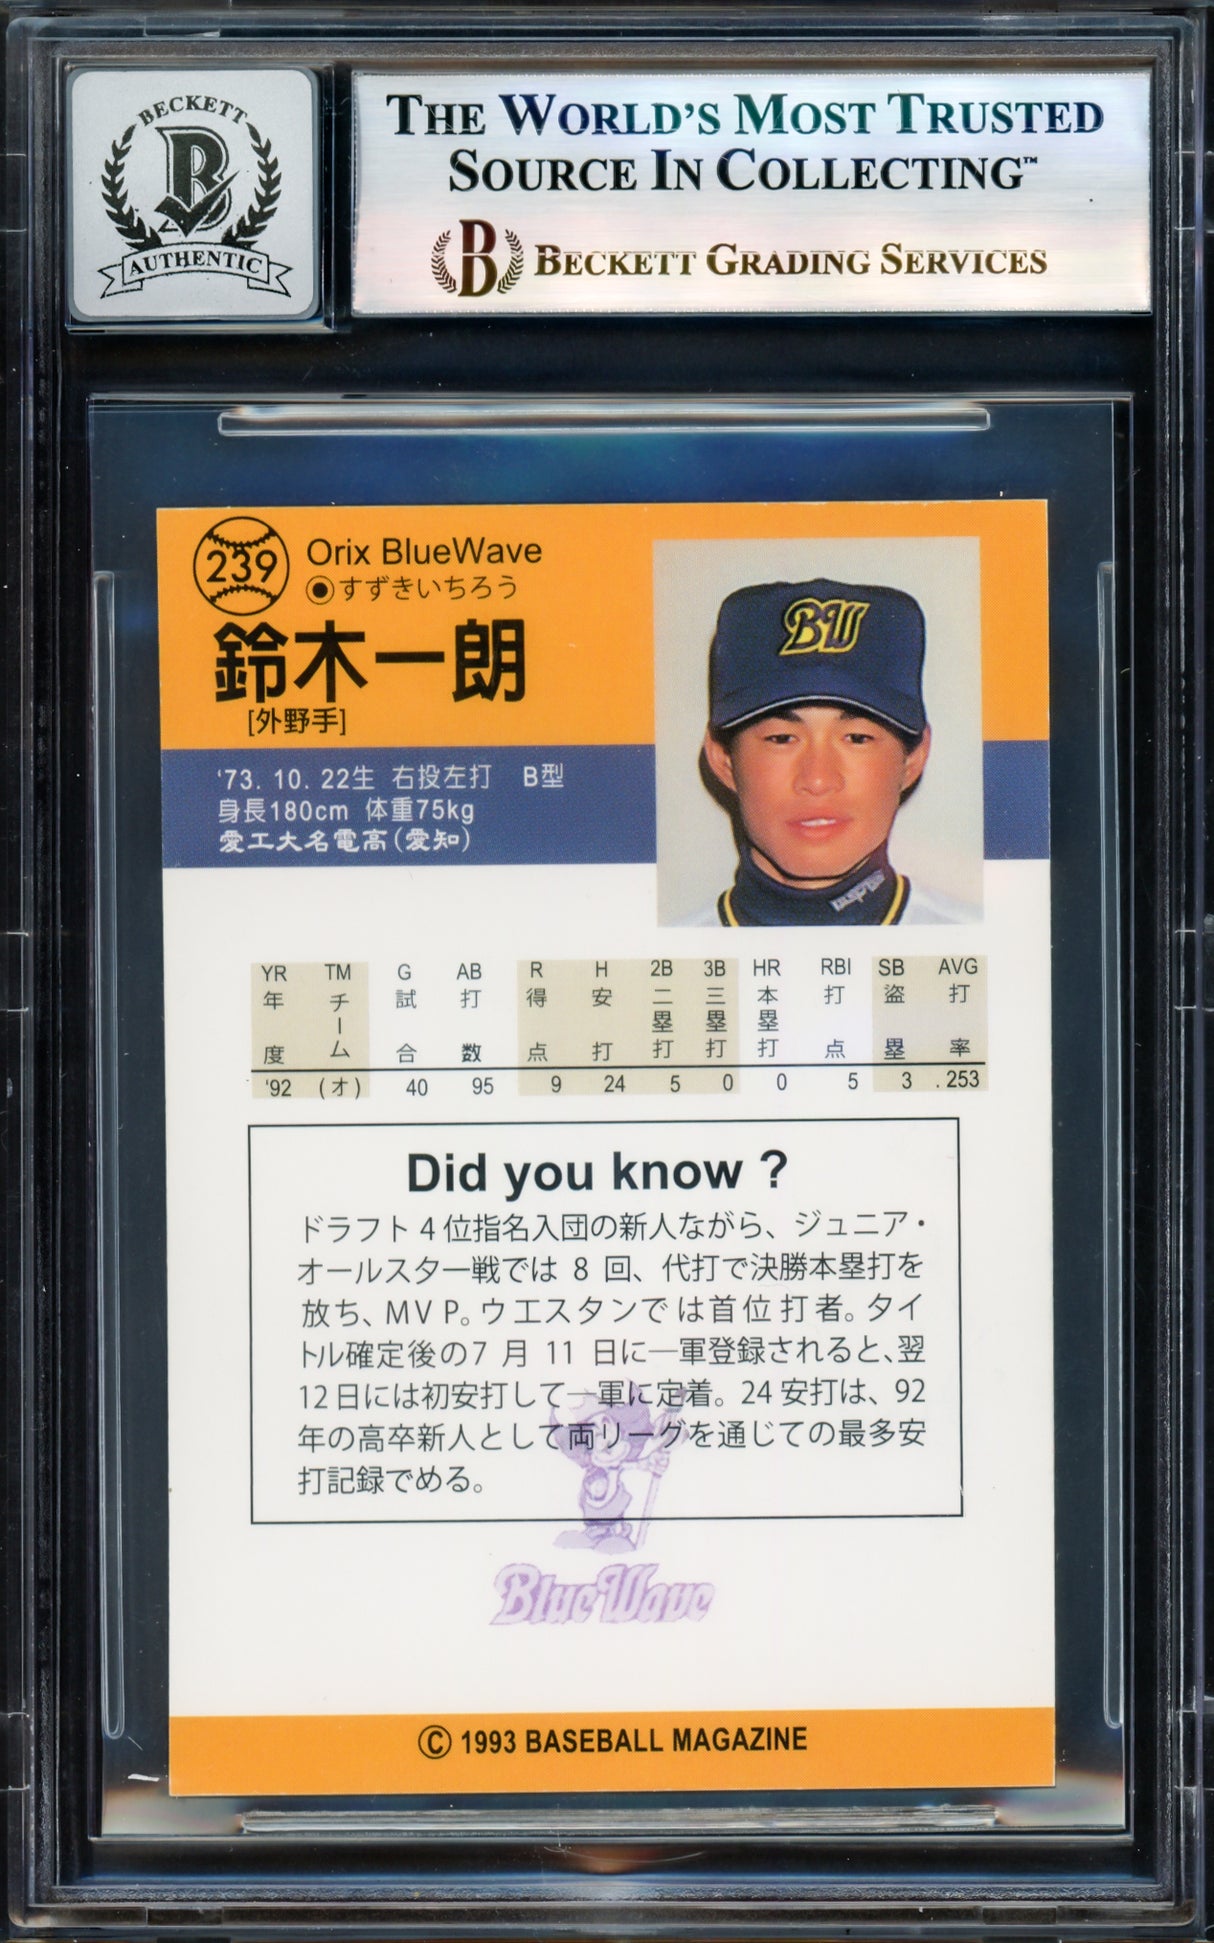 BECKETT
B
AUTHENTIC
THE WORLD'S MOST TRUSTED
SOURCE IN COLLECTING™
B BECKETT GRADING SERVICES
239 Orix BlueWave
●すずきいちろう
鈴木一朗
[外野手]
BW
'73. 10. 22生 右投左打 B型
身長180cm 体重75kg
愛工大名電高(愛知)
YR TM G AB R H 2B 3B HR RBI SB AVG
年度 チーム 試合 打数 得点 安打 二塁打 三塁打 本塁打 打点 盗塁 打率
'92 (オ) 40 95 9 24 5 0 0 5 3 .253
Did you know ?
ドラフト4位指名入団の新人ながら、ジュニア・
オールスター戦では8回、代打で決勝本塁打を
放ち、MVP。ウエスタンでは首位打者。タイ
トル確定後の7月11日に一軍登録されると、翌
12日には初安打して一軍に定着。24安打は、92
年の高卒新人として両リーグを通じての最多安
打記録でめる。
BlueWave
© 1993 BASEBALL MAGAZINE